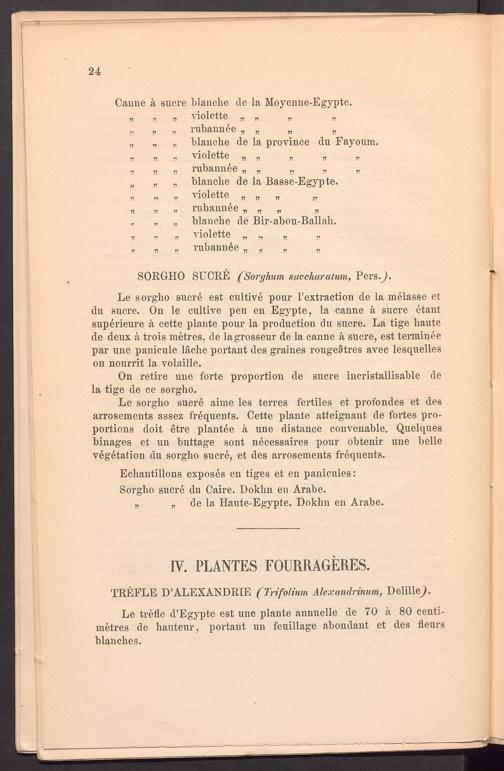 24
Canne à sucre blanche de la Moyenne-Egypte.
„ „ „ violette „ „ „ „
„ „ „ rubannée „ „ „ „
„ „ „ blanche de la province du Fayoum.
„ „ „ violette „ „ „ „ „
„ „ „ rubannée „ „ „ „ „
„ „ „ blanche de la Basse-Egypte.
„ „ „ violette „ „ „ „
„ „ „ rubannée „ „ „ „
„ „ „ blanche de Bir-abou-Ballah.
„ „ „ violette „ „ „ „
„ „ „ rubannée „ „ „ „
SORGHO SUCRÉ (Sorghum saccharatum, Pers.).
Le sorgho sucré est cultivé pour l'extraction de la mélasse et
du sucre. On le cultive peu en Egypte, la canne à sucre étant
supérieure à cette plante pour la production du sucre. La tige haute
de deux à trois mètres, de la grosseur de la canne à sucre, est terminée
par une panicule lâche portant des graines rougeâtres avec lesquelles
on nourrit la volaille.
On retire une forte proportion de sucre incristallisable de
la tige de ce sorgho.
Le sorgho sucré aime les terres fertiles et profondes et des
arrosements assez fréquents. Cette plante atteignant de fortes pro-
portions doit être plantée à une distance convenable. Quelques
binages et un buttage sont nécessaires pour obtenir une belle
végétation du sorgho sucré, et des arrosements fréquents.
Echantillons exposés en tiges et en panicules:
Sorgho sucré du Caire. Dokhn en Arabe.
„ „ de la Haute-Egypte. Dokhn en Arabe.
IV. PLANTES FOURRAGÈRES.
TRÈFLE D'ALEXANDRIE (Trifolium Alexandrinum, Delille).
Le trèfle d'Egypte est une plante annuelle de 70 à 80 centi-
mètres de hauteur, portant un feuillage abondant et des fleurs
blanches.